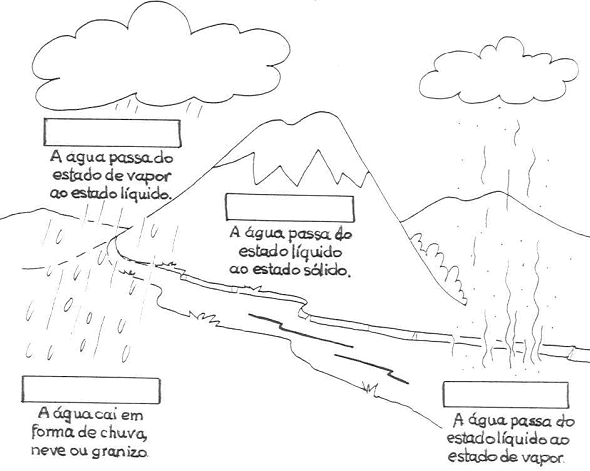 A água passa do
estado de vapor
ao estado líquido.
A água passa do
estado líquido
ao estado sólido.
A água cai em
forma de chuva,
neve ou granizo.
A água passa do
estado líquido ao
estado de vapor.